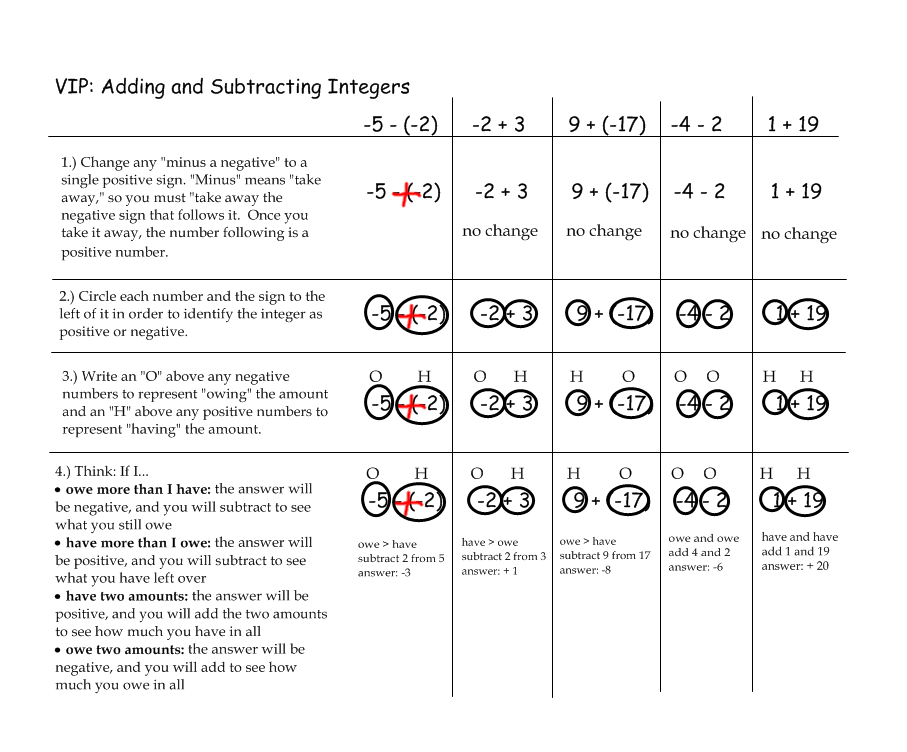 VIP: Adding and Subtracting Integers
-5 - (-2) -2 + 3 9 + (-17) -4 - 2 1 + 19
1.) Change any "minus a negative" to a
single positive sign. "Minus" means "take
away," so you must "take away the
negative sign that follows it. Once you
take it away, the number following is a
positive number.
-5 -(-2) -2 + 3 9 + (-17) -4 - 2 1 + 19
no change no change no change no change
2.) Circle each number and the sign to the
left of it in order to identify the integer as
positive or negative.
-5 -(-2) -2 + 3 9 + (-17) -4 - 2 1 + 19
3.) Write an "O" above any negative
numbers to represent "owing" the amount
and an "H" above any positive numbers to
represent "having" the amount.
O H O H H O O O H H
-5 -(-2) -2 + 3 9 + (-17) -4 - 2 1 + 19
4.) Think: If I...
• owe more than I have: the answer will
be negative, and you will subtract to see
what you still owe
• have more than I owe: the answer will
be positive, and you will subtract to see
what you have left over
• have two amounts: the answer will be
positive, and you will add the two amounts
to see how much you have in all
• owe two amounts: the answer will be
negative, and you will add to see how
much you owe in all
O H O H H O O O H H
-5 -(-2) -2 + 3 9 + (-17) -4 - 2 1 + 19
owe > have
subtract 2 from 5
answer: -3
have > owe
subtract 2 from 3
answer: + 1
owe > have
subtract 9 from 17
answer: -8
owe and owe
add 4 and 2
answer: -6
have and have
add 1 and 19
answer: + 20